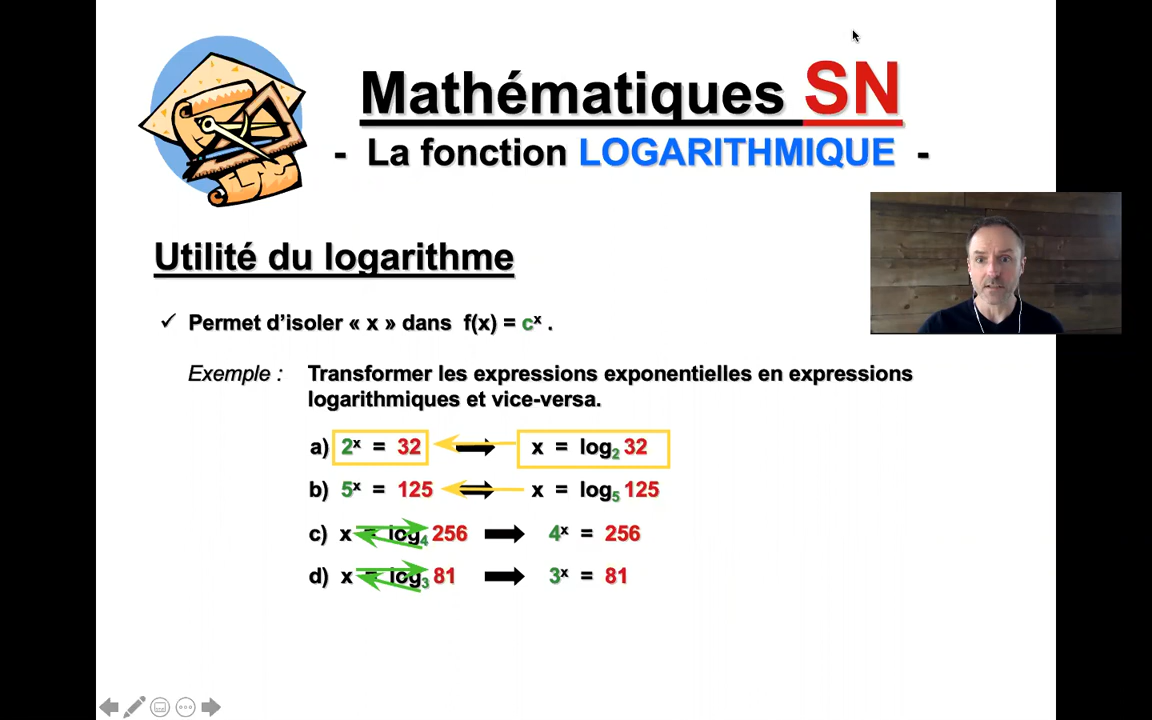 Mathématiques SN
- La fonction LOGARITHMIQUE -
Utilité du logarithme
✓ Permet d’isoler « x » dans f(x) = cˣ .
Exemple : Transformer les expressions exponentielles en expressions
logarithmiques et vice-versa.
a) 2ˣ = 32 ➡ x = log₂ 32
b) 5ˣ = 125 ➡ x = log₅ 125
c) x = log₄ 256 ➡ 4ˣ = 256
d) x = log₃ 81 ➡ 3ˣ = 81